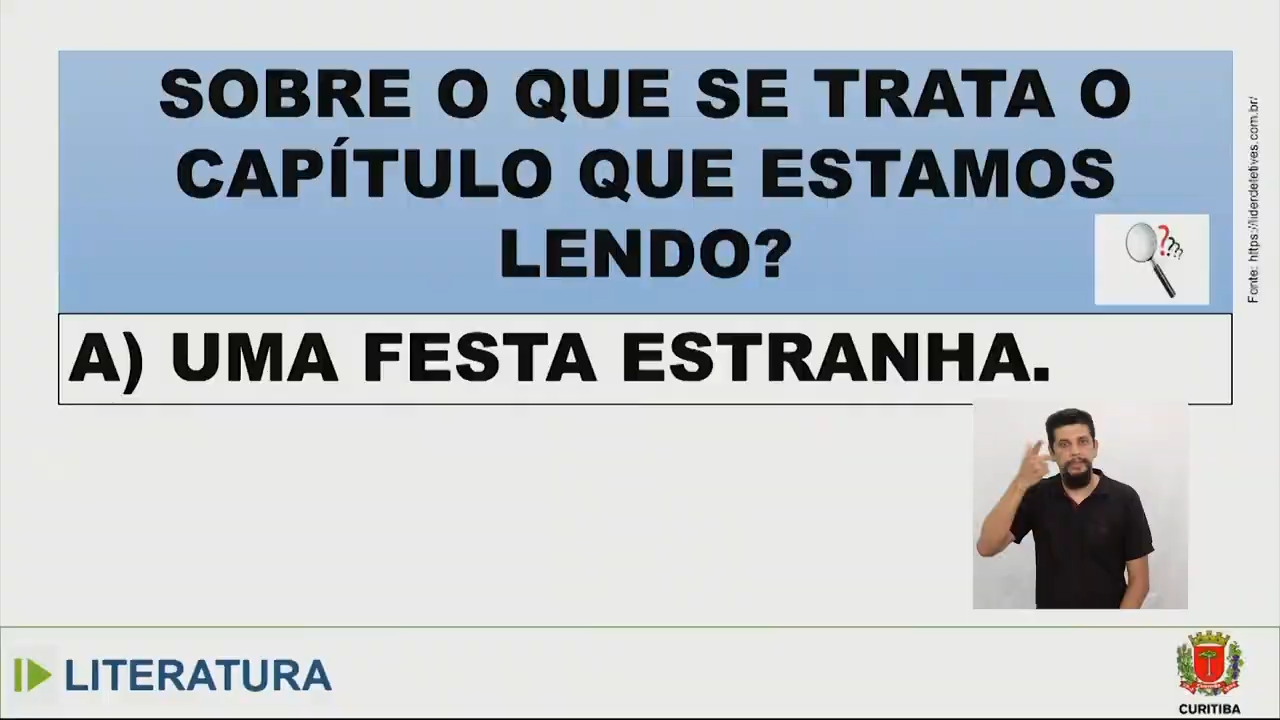 SOBRE O QUE SE TRATA O
CAPÍTULO QUE ESTAMOS
LENDO?
Fonte: https://liderdetetives.com.br/
A) UMA FESTA ESTRANHA.
LITERATURA
CURITIBA